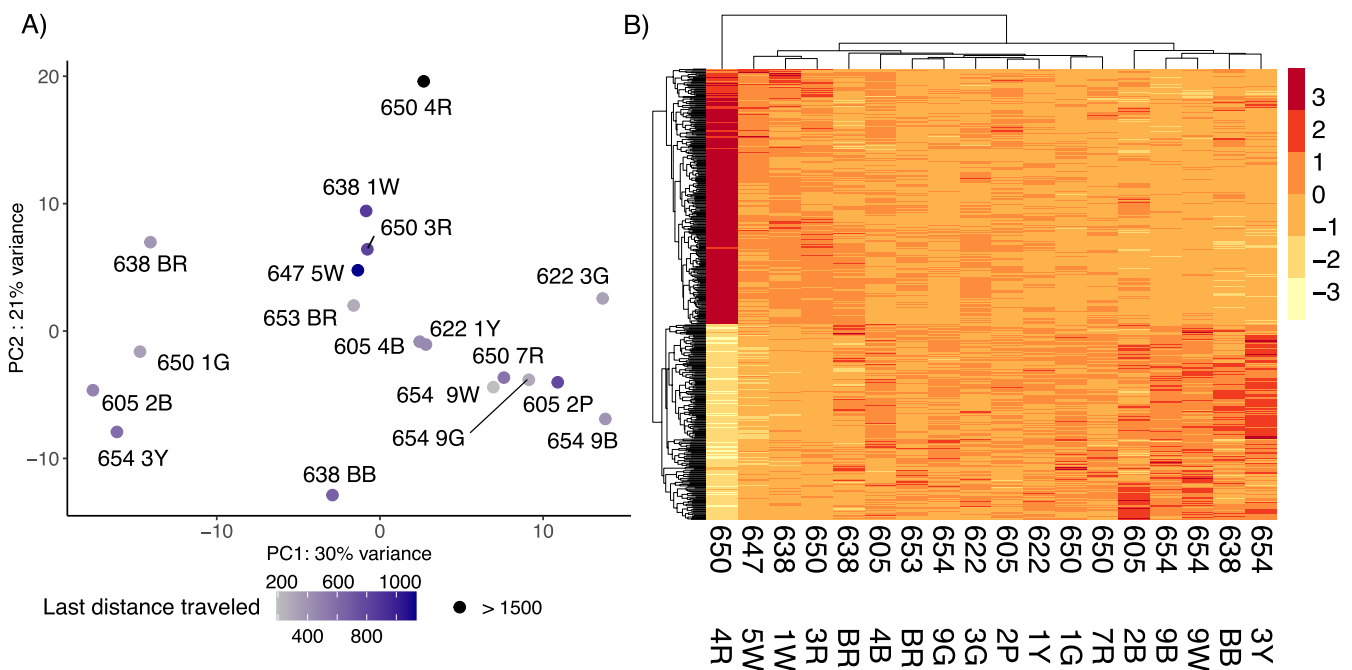 A)
20
10
0
−10
PC2 : 21% variance
650 4R
638 1W
650 3R
638 BR
647 5W
622 3G
653 BR
622 1Y
605 4B
650 7R
650 1G
654  9W
605 2B
605 2P
654 9G
654 9B
654 3Y
638 BB
−10
0
10
PC1: 30% variance
200
600
1000
Last distance traveled
400
800
> 1500
B)
3
2
1
0
−1
−2
−3
650 4R
647 5W
638 1W
650 3R
638 BR
605 4B
653 BR
654 9G
622 3G
605 2P
622 1Y
650 1G
650 7R
605 2B
654 9B
654 9W
638 BB
654 3Y